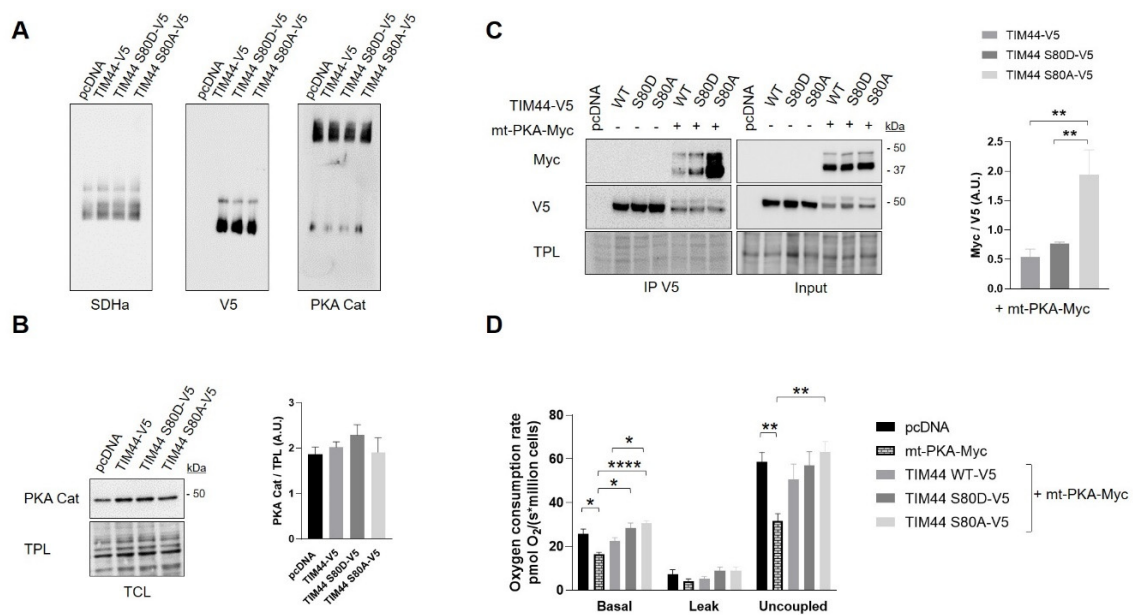 A
pcDNA
TIM44-V5
TIM44 S80D-V5
TIM44 S80A-V5
pcDNA
TIM44-V5
TIM44 S80D-V5
TIM44 S80A-V5
pcDNA
TIM44-V5
TIM44 S80D-V5
TIM44 S80A-V5
SDHa
V5
PKA Cat
B
pcDNA
TIM44-V5
TIM44 S80D-V5
TIM44 S80A-V5
kDa
PKA Cat
- 50
TPL
TCL
PKA Cat / TPL (A.U.)
3
2
1
0
pcDNA
TIM44-V5
TIM44 S80D-V5
TIM44 S80A-V5
C
TIM44-V5
pcDNA
WT
S80D
S80A
WT
S80D
S80A
pcDNA
WT
S80D
S80A
WT
S80D
S80A
mt-PKA-Myc
- - - + + +
- - - + + +
kDa
Myc
- 50
- 37
V5
- 50
TPL
IP V5
Input
TIM44-V5
TIM44 S80D-V5
TIM44 S80A-V5
**
**
Myc / V5 (A.U.)
2.5
2.0
1.5
1.0
0.5
0.0
+ mt-PKA-Myc
D
Oxygen consumption rate
pmol O₂/(s*million cells)
80
60
40
20
0
*
****
*
*
**
**
Basal
Leak
Uncoupled
pcDNA
mt-PKA-Myc
TIM44 WT-V5
TIM44 S80D-V5
TIM44 S80A-V5
+ mt-PKA-Myc